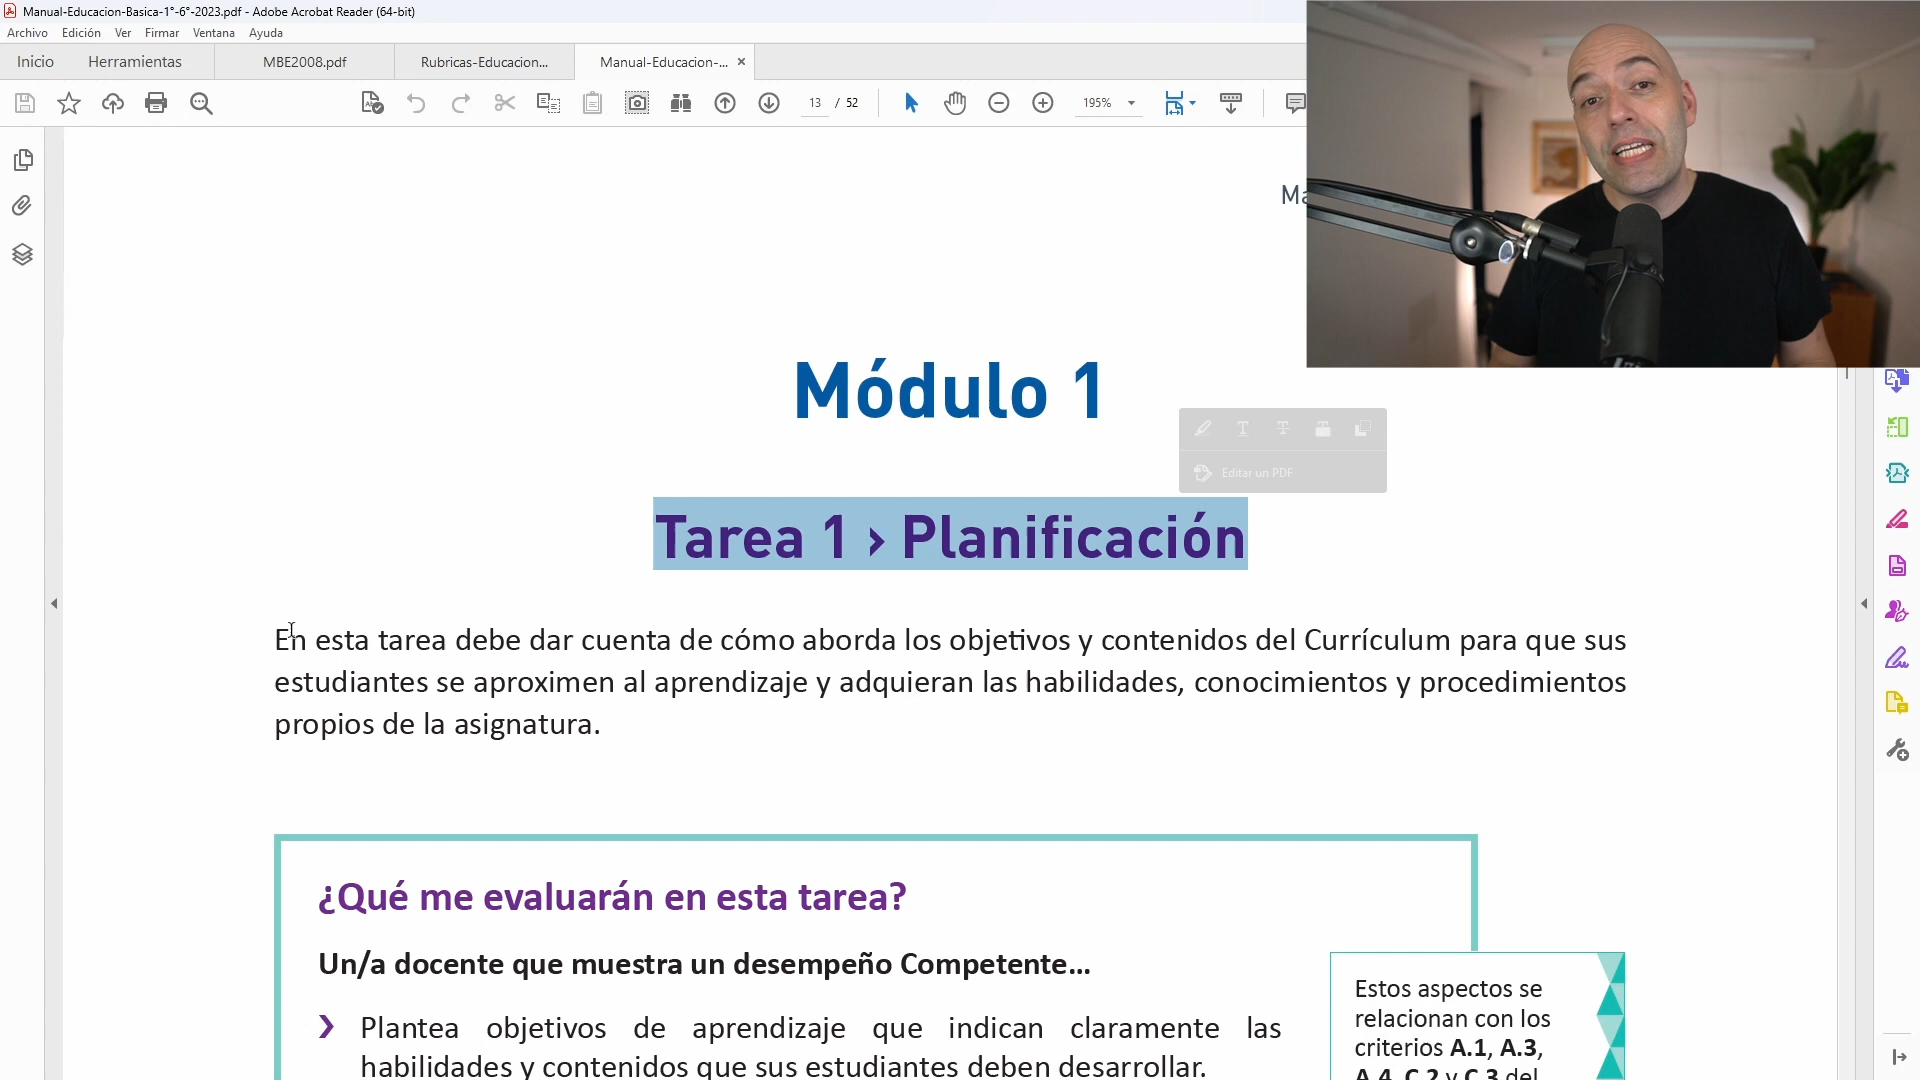 Manual-Educacion-Basica-1°-6°-2023.pdf - Adobe Acrobat Reader (64-bit)
Archivo Edición Ver Firmar Ventana Ayuda
Inicio Herramientas MBE2008.pdf Rubricas-Educacion... Manual-Educacion-... ×
13 / 52 195%
Ma
Módulo 1
Editar un PDF
Tarea 1 › Planificación
En esta tarea debe dar cuenta de cómo aborda los objetivos y contenidos del Currículum para que sus
estudiantes se aproximen al aprendizaje y adquieran las habilidades, conocimientos y procedimientos
propios de la asignatura.
¿Qué me evaluarán en esta tarea?
Un/a docente que muestra un desempeño Competente...
Plantea objetivos de aprendizaje que indican claramente las
habilidades y contenidos que sus estudiantes deben desarrollar.
Estos aspectos se
relacionan con los
criterios A.1, A.3,
A.4, C.2 y C.3 del